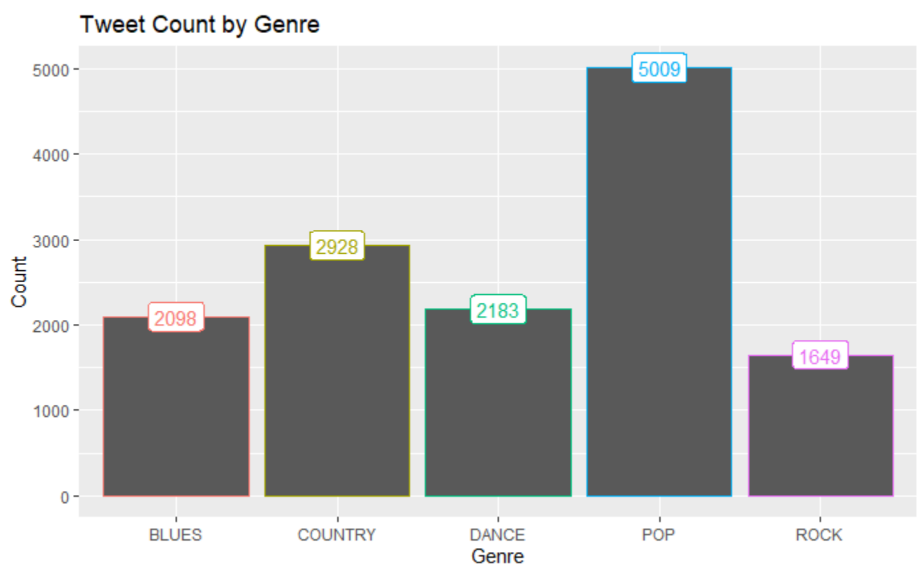 Tweet Count by Genre
5000
4000
3000
2000
1000
0
Count
2098
2928
2183
5009
1649
BLUES COUNTRY DANCE POP ROCK
Genre